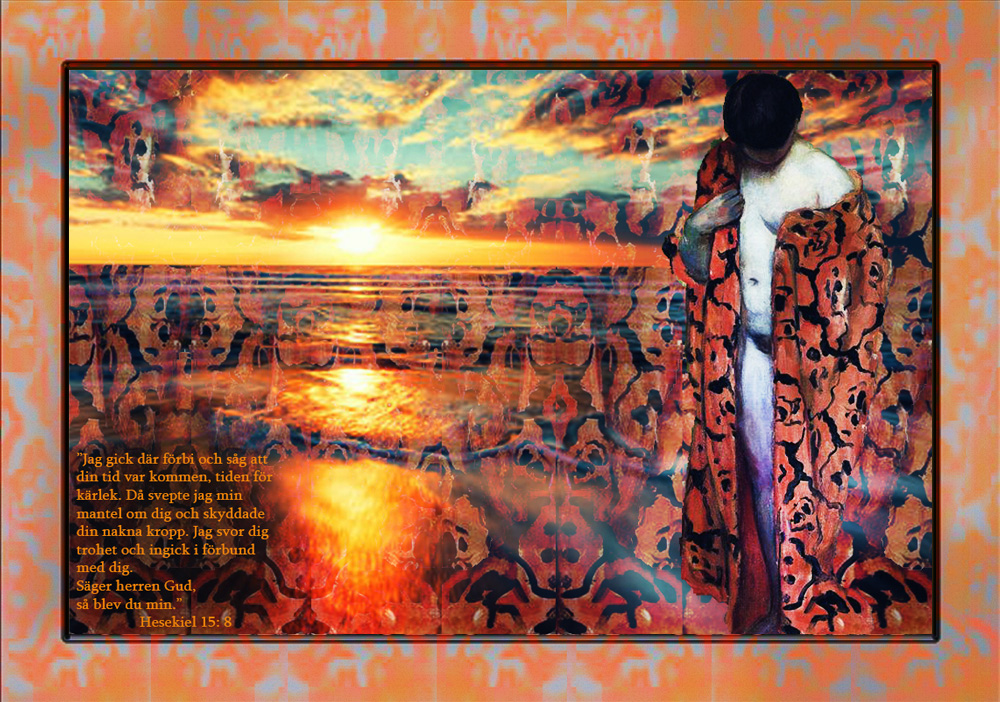 "Jag gick där förbi och såg att
din tid var kommen, tiden för
kärlek. Då svepte jag min
mantel om dig och skyddade
din nakna kropp. Jag svor dig
trohet och ingick i förbund
med dig.
Säger herren Gud,
så blev du min."
Hesekiel 15: 8